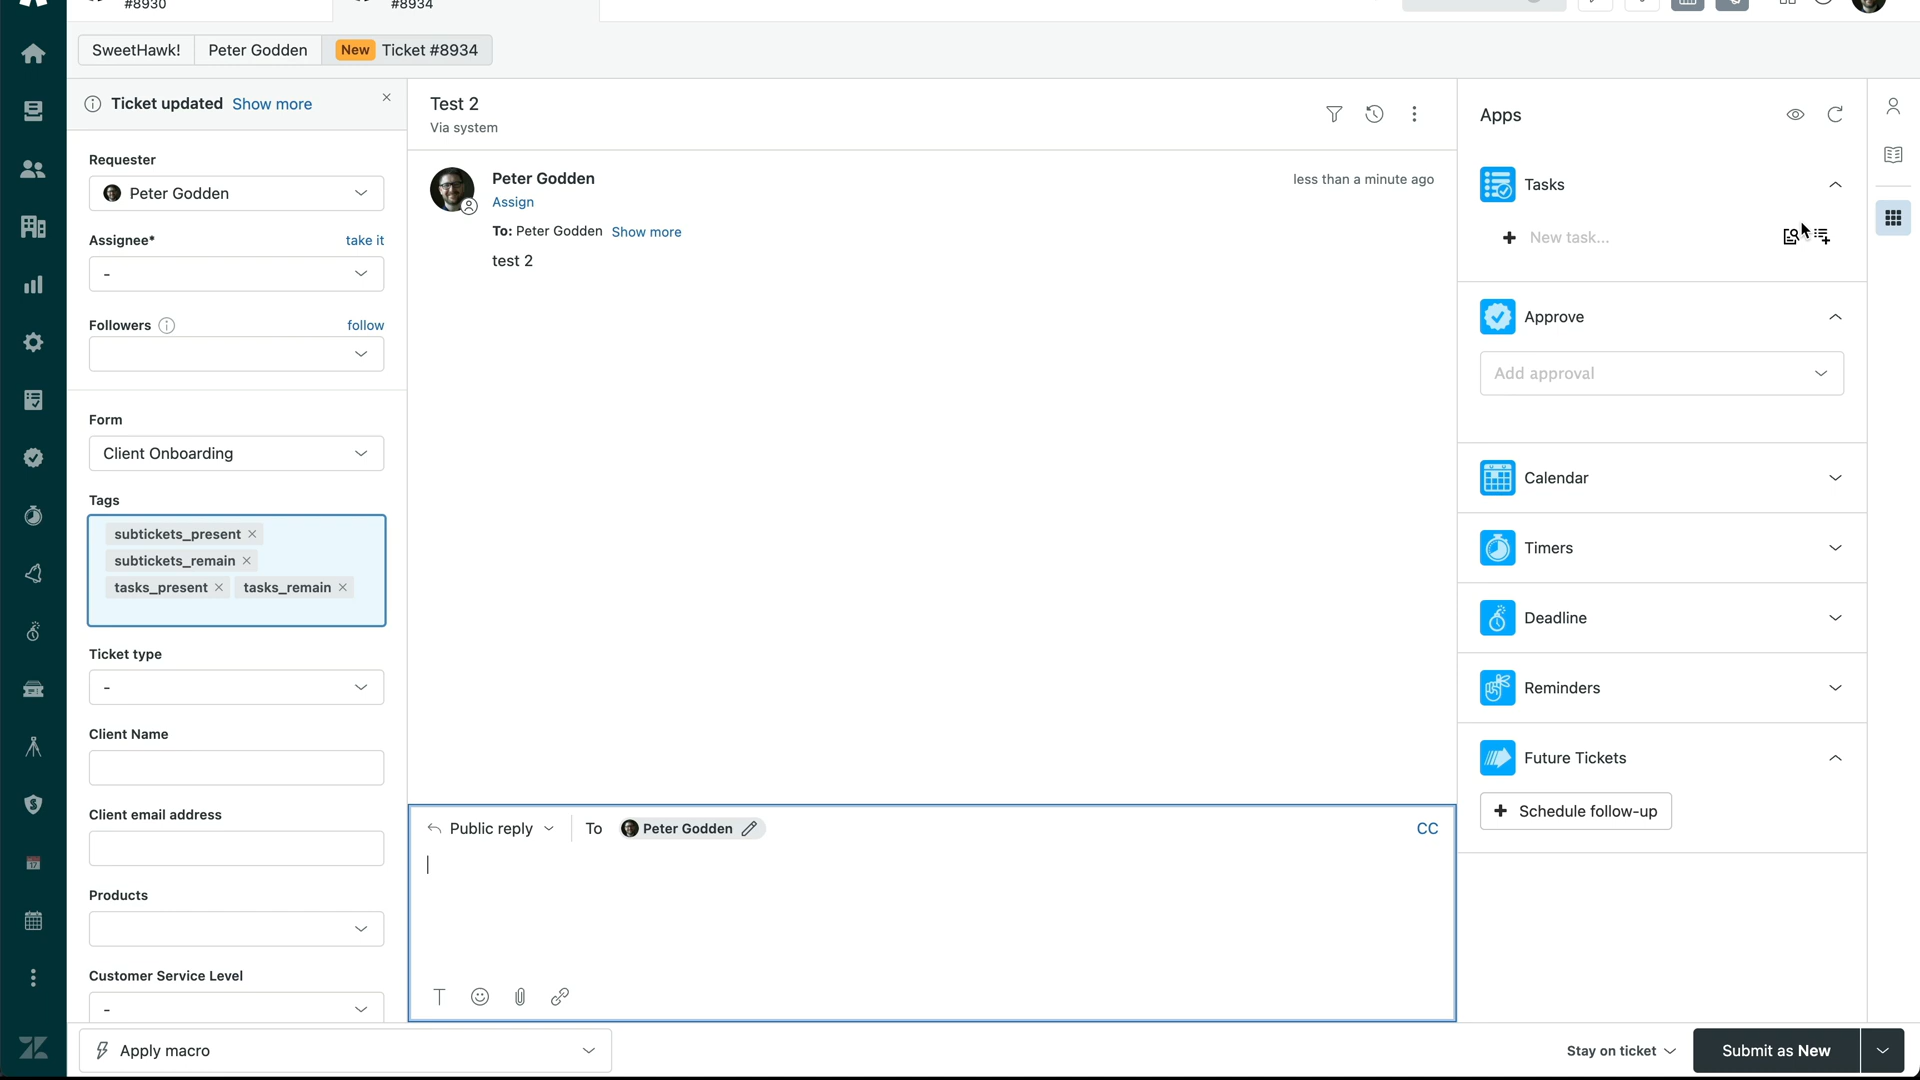 #8930
#8934
SweetHawk!
Peter Godden
New Ticket #8934
Ticket updated Show more
Requester
Peter Godden
Assignee*
take it
-
Followers
follow
Form
Client Onboarding
Tags
subtickets_present
subtickets_remain
tasks_present
tasks_remain
Ticket type
-
Client Name
Client email address
Products
Customer Service Level
-
Apply macro
Test 2
Via system
Peter Godden
less than a minute ago
Assign
To: Peter Godden Show more
test 2
Public reply
To
Peter Godden
CC
Apps
Tasks
New task...
Approve
Add approval
Calendar
Timers
Deadline
Reminders
Future Tickets
Schedule follow-up
17
Stay on ticket
Submit as New